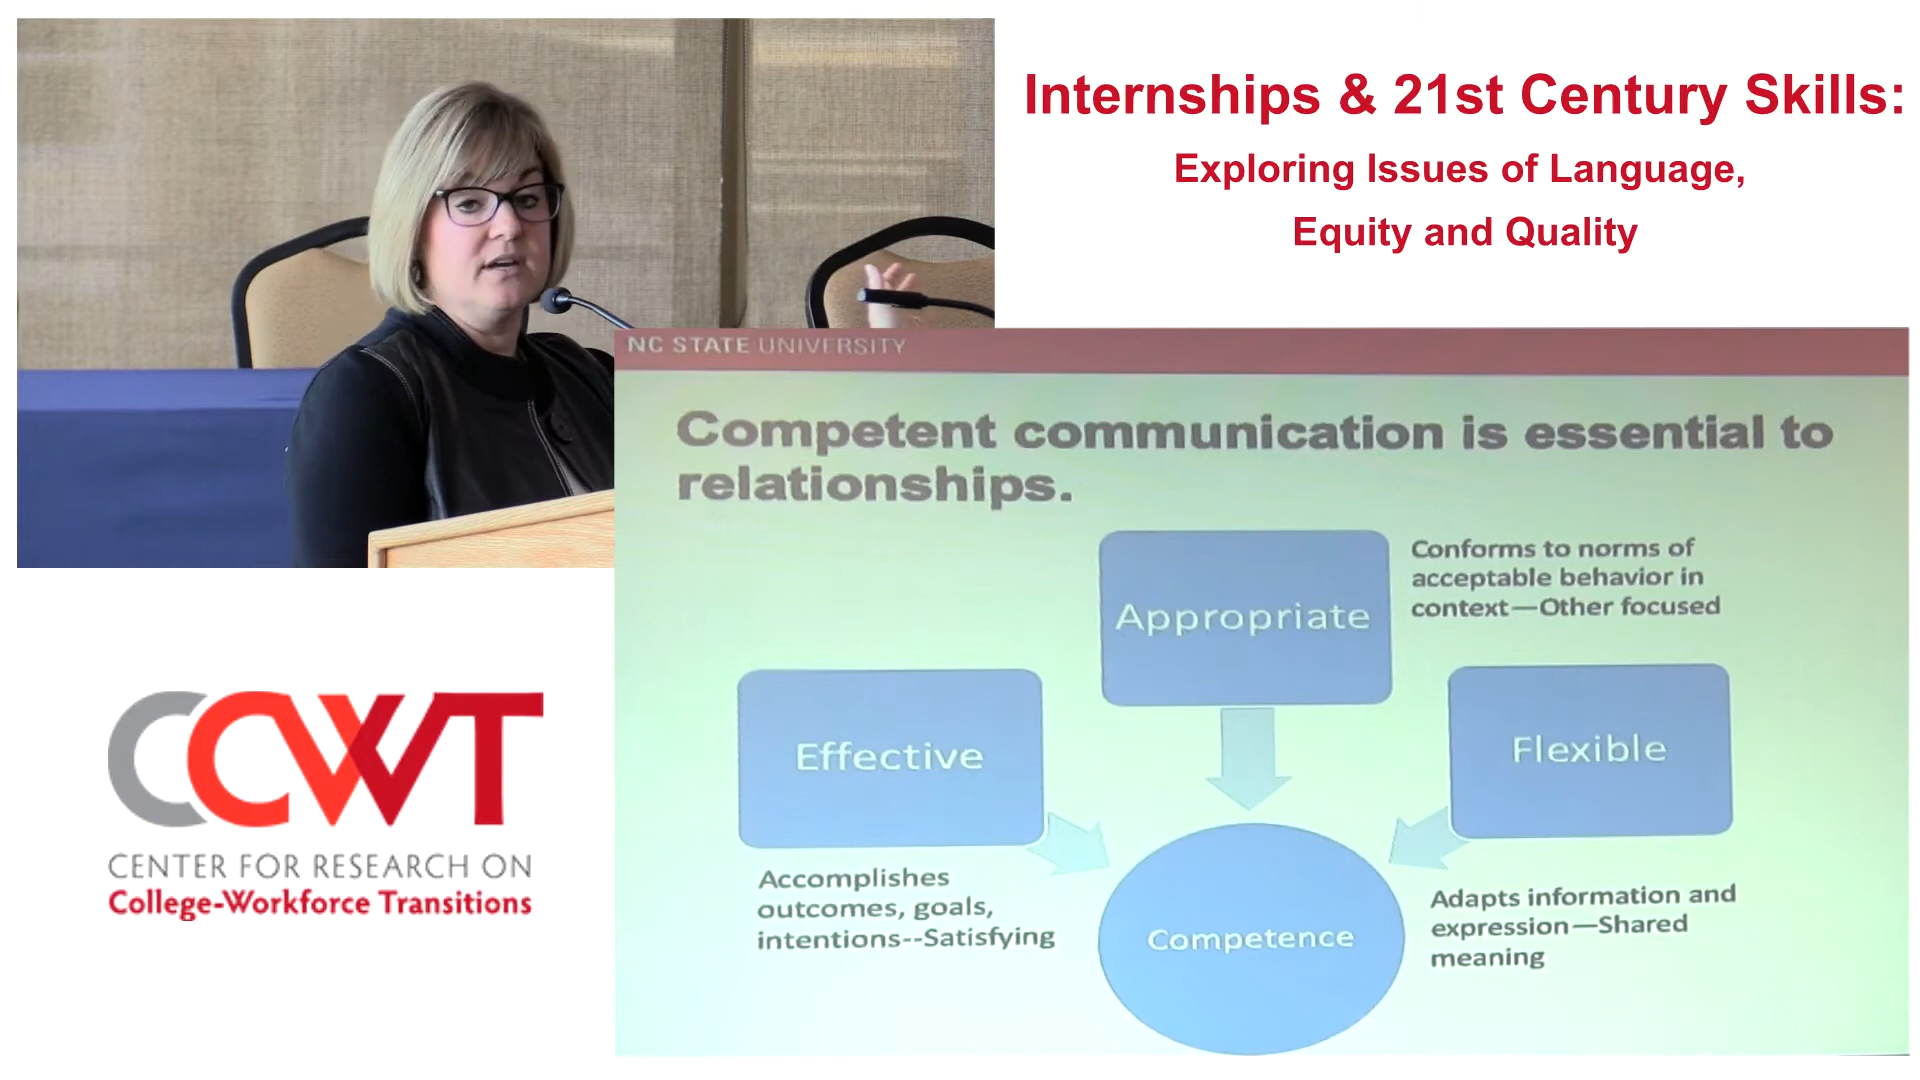 Internships & 21st Century Skills:
Exploring Issues of Language,
Equity and Quality
NC STATE UNIVERSITY
Competent communication is essential to
relationships.
Appropriate
Conforms to norms of
acceptable behavior in
context—Other focused
Effective
Accomplishes
outcomes, goals,
intentions--Satisfying
Flexible
Adapts information and
expression—Shared
meaning
Competence
CCWT
CENTER FOR RESEARCH ON
College-Workforce Transitions